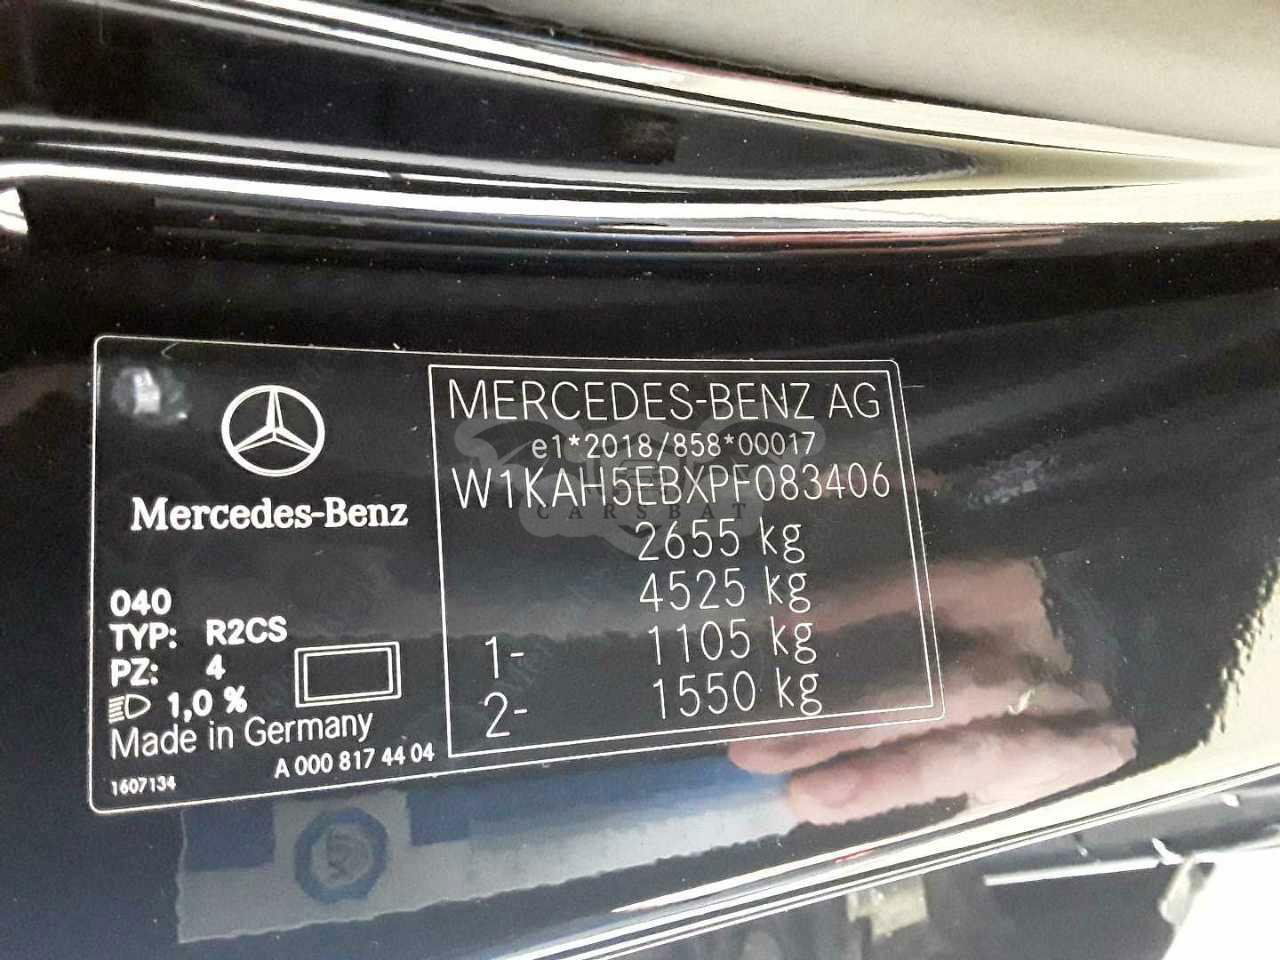 Mercedes-Benz
040
TYP: R2CS
PZ: 4
1,0 %
Made in Germany
1607134
A 000 817 44 04
MERCEDES-BENZ AG
e1*2018/858*00017
W1KAH5EBXPF083406
CARSBAT
2655 kg
4525 kg
1- 1105 kg
2- 1550 kg